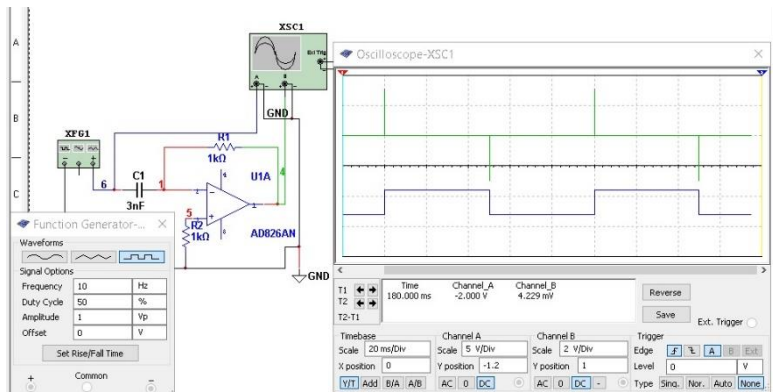 XSC1
Ext Trig
A
B
GND
XFG1
R1
1kΩ
C1
3nF
6
1
4
U1A
2
8
1
3
4
5
R2
1kΩ
AD826AN
GND
A
B
C
Function Generator-...
Waveforms
Signal Options
Frequency 10 Hz
Duty Cycle 50 %
Amplitude 1 Vp
Offset 0 V
Set Rise/Fall Time
+ Common -
Oscilloscope-XSC1
Time Channel_A Channel_B
T1 180.000 ms -2.000 V 4.229 mV
T2
T2-T1
Reverse
Save
Ext. Trigger
Timebase Channel A Channel B Trigger
Scale 20 ms/Div Scale 5 V/Div Scale 2 V/Div Edge A B Ext
X position 0 Y position -1.2 Y position 1 Level 0 V
Y/T Add B/A A/B AC 0 DC AC 0 DC - Type Sing. Nor. Auto None